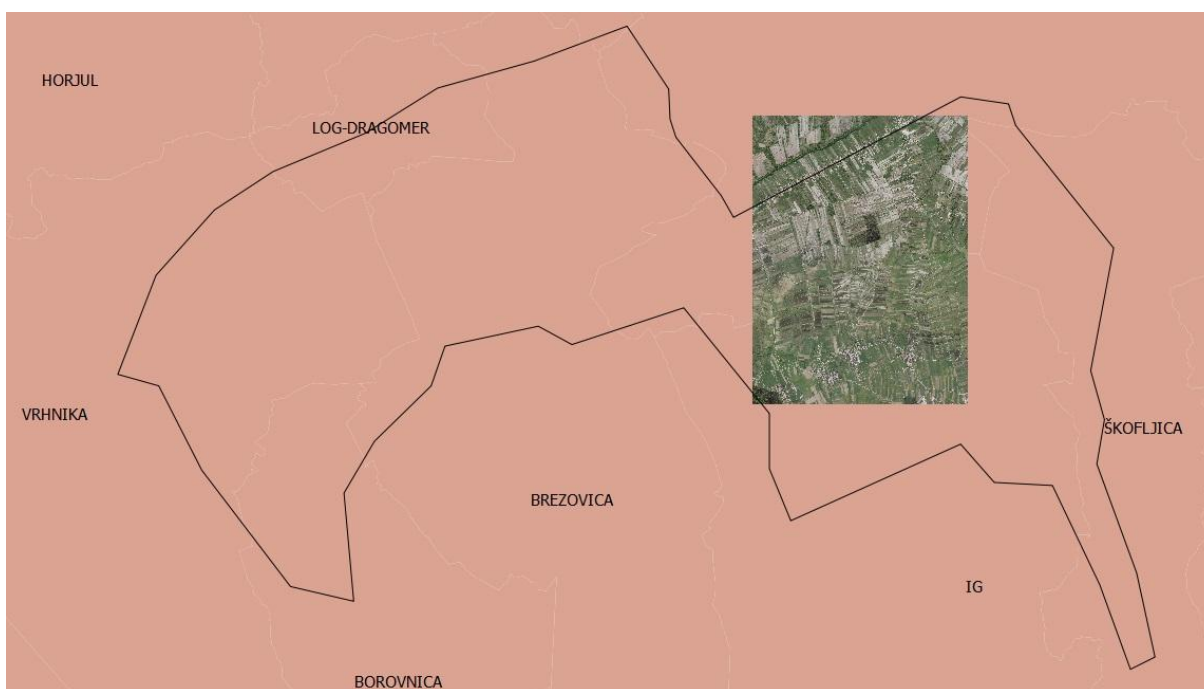 HORJUL
LOG-DRAGOMER
VRHNIKA
ŠKOFLJICA
BREZOVICA
IG
BOROVNICA